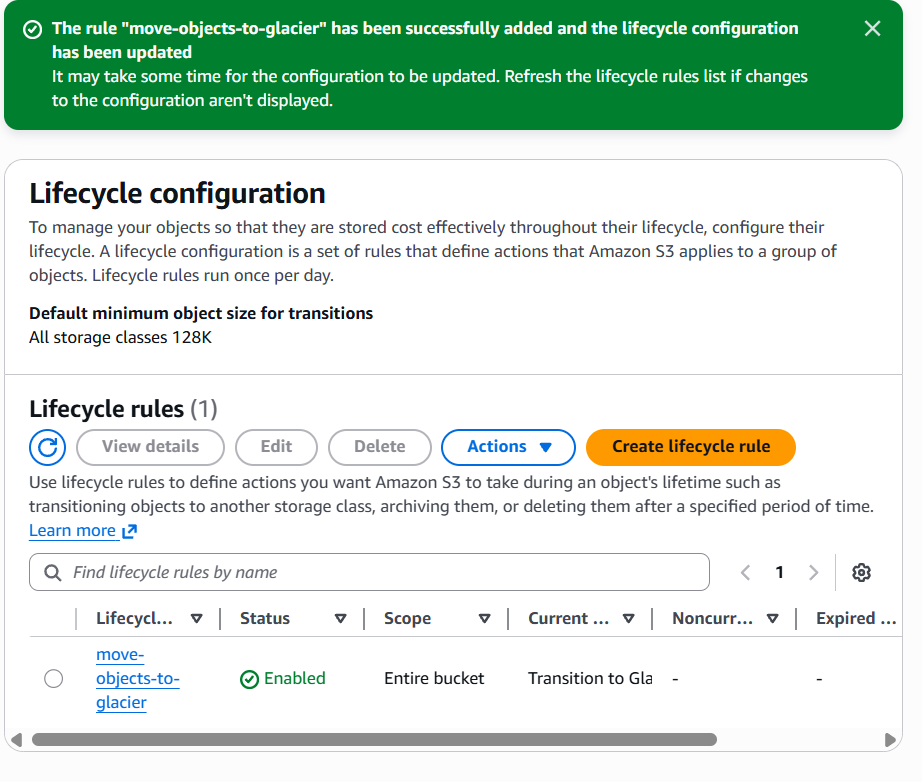 The rule "move-objects-to-glacier" has been successfully added and the lifecycle configuration
has been updated
It may take some time for the configuration to be updated. Refresh the lifecycle rules list if changes
to the configuration aren't displayed.
Lifecycle configuration
To manage your objects so that they are stored cost effectively throughout their lifecycle, configure their
lifecycle. A lifecycle configuration is a set of rules that define actions that Amazon S3 applies to a group of
objects. Lifecycle rules run once per day.
Default minimum object size for transitions
All storage classes 128K
Lifecycle rules (1)
View details Edit Delete Actions Create lifecycle rule
Use lifecycle rules to define actions you want Amazon S3 to take during an object's lifetime such as
transitioning objects to another storage class, archiving them, or deleting them after a specified period of time.
Learn more
Find lifecycle rules by name 1
Lifecycl... Status Scope Current ... Noncurr... Expired ...
move-
objects-to-
glacier
Enabled Entire bucket Transition to Gla - -